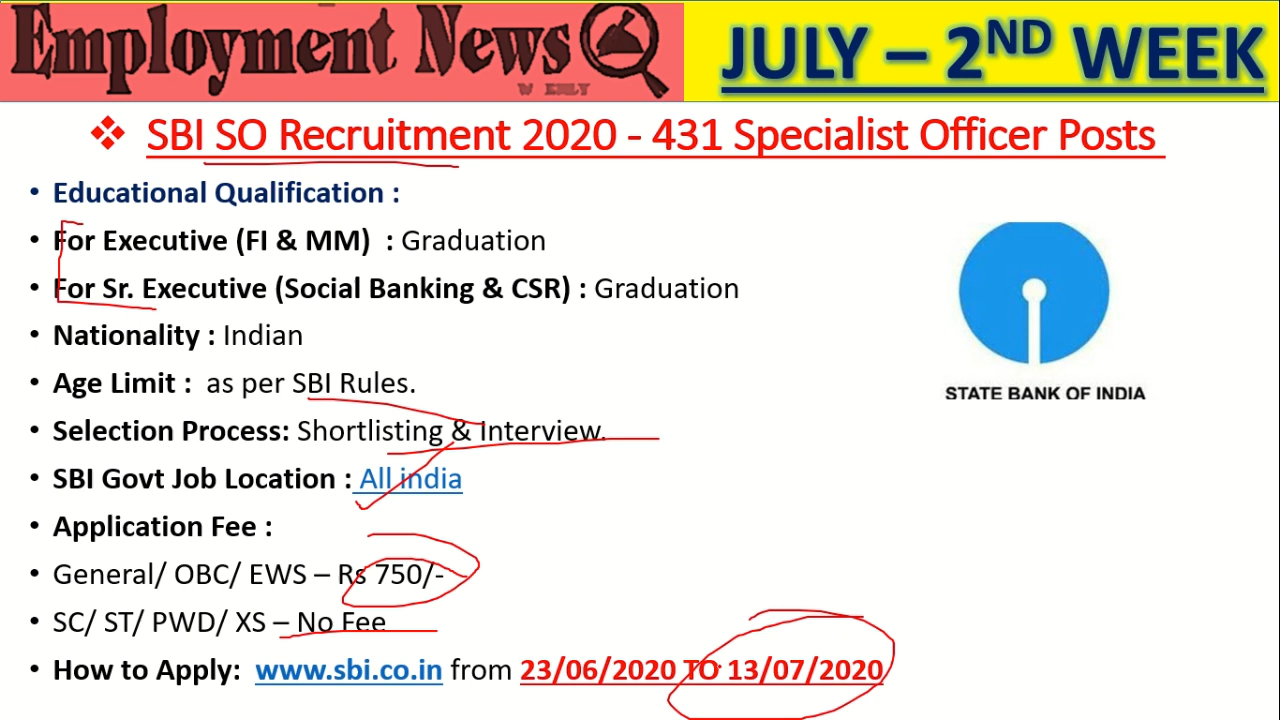 Employment News
W EKLY
JULY – 2ND WEEK
❖ SBI SO Recruitment 2020 - 431 Specialist Officer Posts
• Educational Qualification :
• For Executive (FI & MM) : Graduation
• For Sr. Executive (Social Banking & CSR) : Graduation
• Nationality : Indian
• Age Limit : as per SBI Rules.
• Selection Process: Shortlisting & Interview.
• SBI Govt Job Location : All india
• Application Fee :
• General/ OBC/ EWS – Rs 750/-
• SC/ ST/ PWD/ XS – No Fee
• How to Apply: www.sbi.co.in from 23/06/2020 TO 13/07/2020
STATE BANK OF INDIA